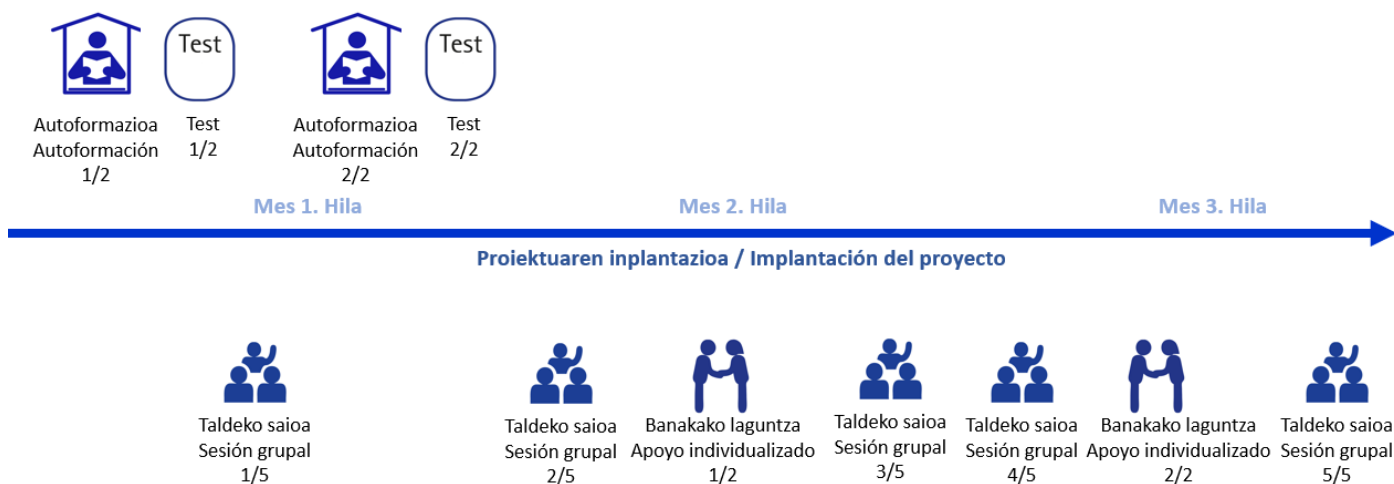 Test
Test
Autoformazioa
Autoformación
1/2
Test
1/2
Autoformazioa
Autoformación
2/2
Test
2/2
Mes 1. Hila
Mes 2. Hila
Mes 3. Hila
Proiektuaren inplantazioa / Implantación del proyecto
Taldeko saioa
Sesión grupal
1/5
Taldeko saioa
Sesión grupal
2/5
Banakako laguntza
Apoyo individualizado
1/2
Taldeko saioa
Sesión grupal
3/5
Taldeko saioa
Sesión grupal
4/5
Banakako laguntza
Apoyo individualizado
2/2
Taldeko saioa
Sesión grupal
5/5